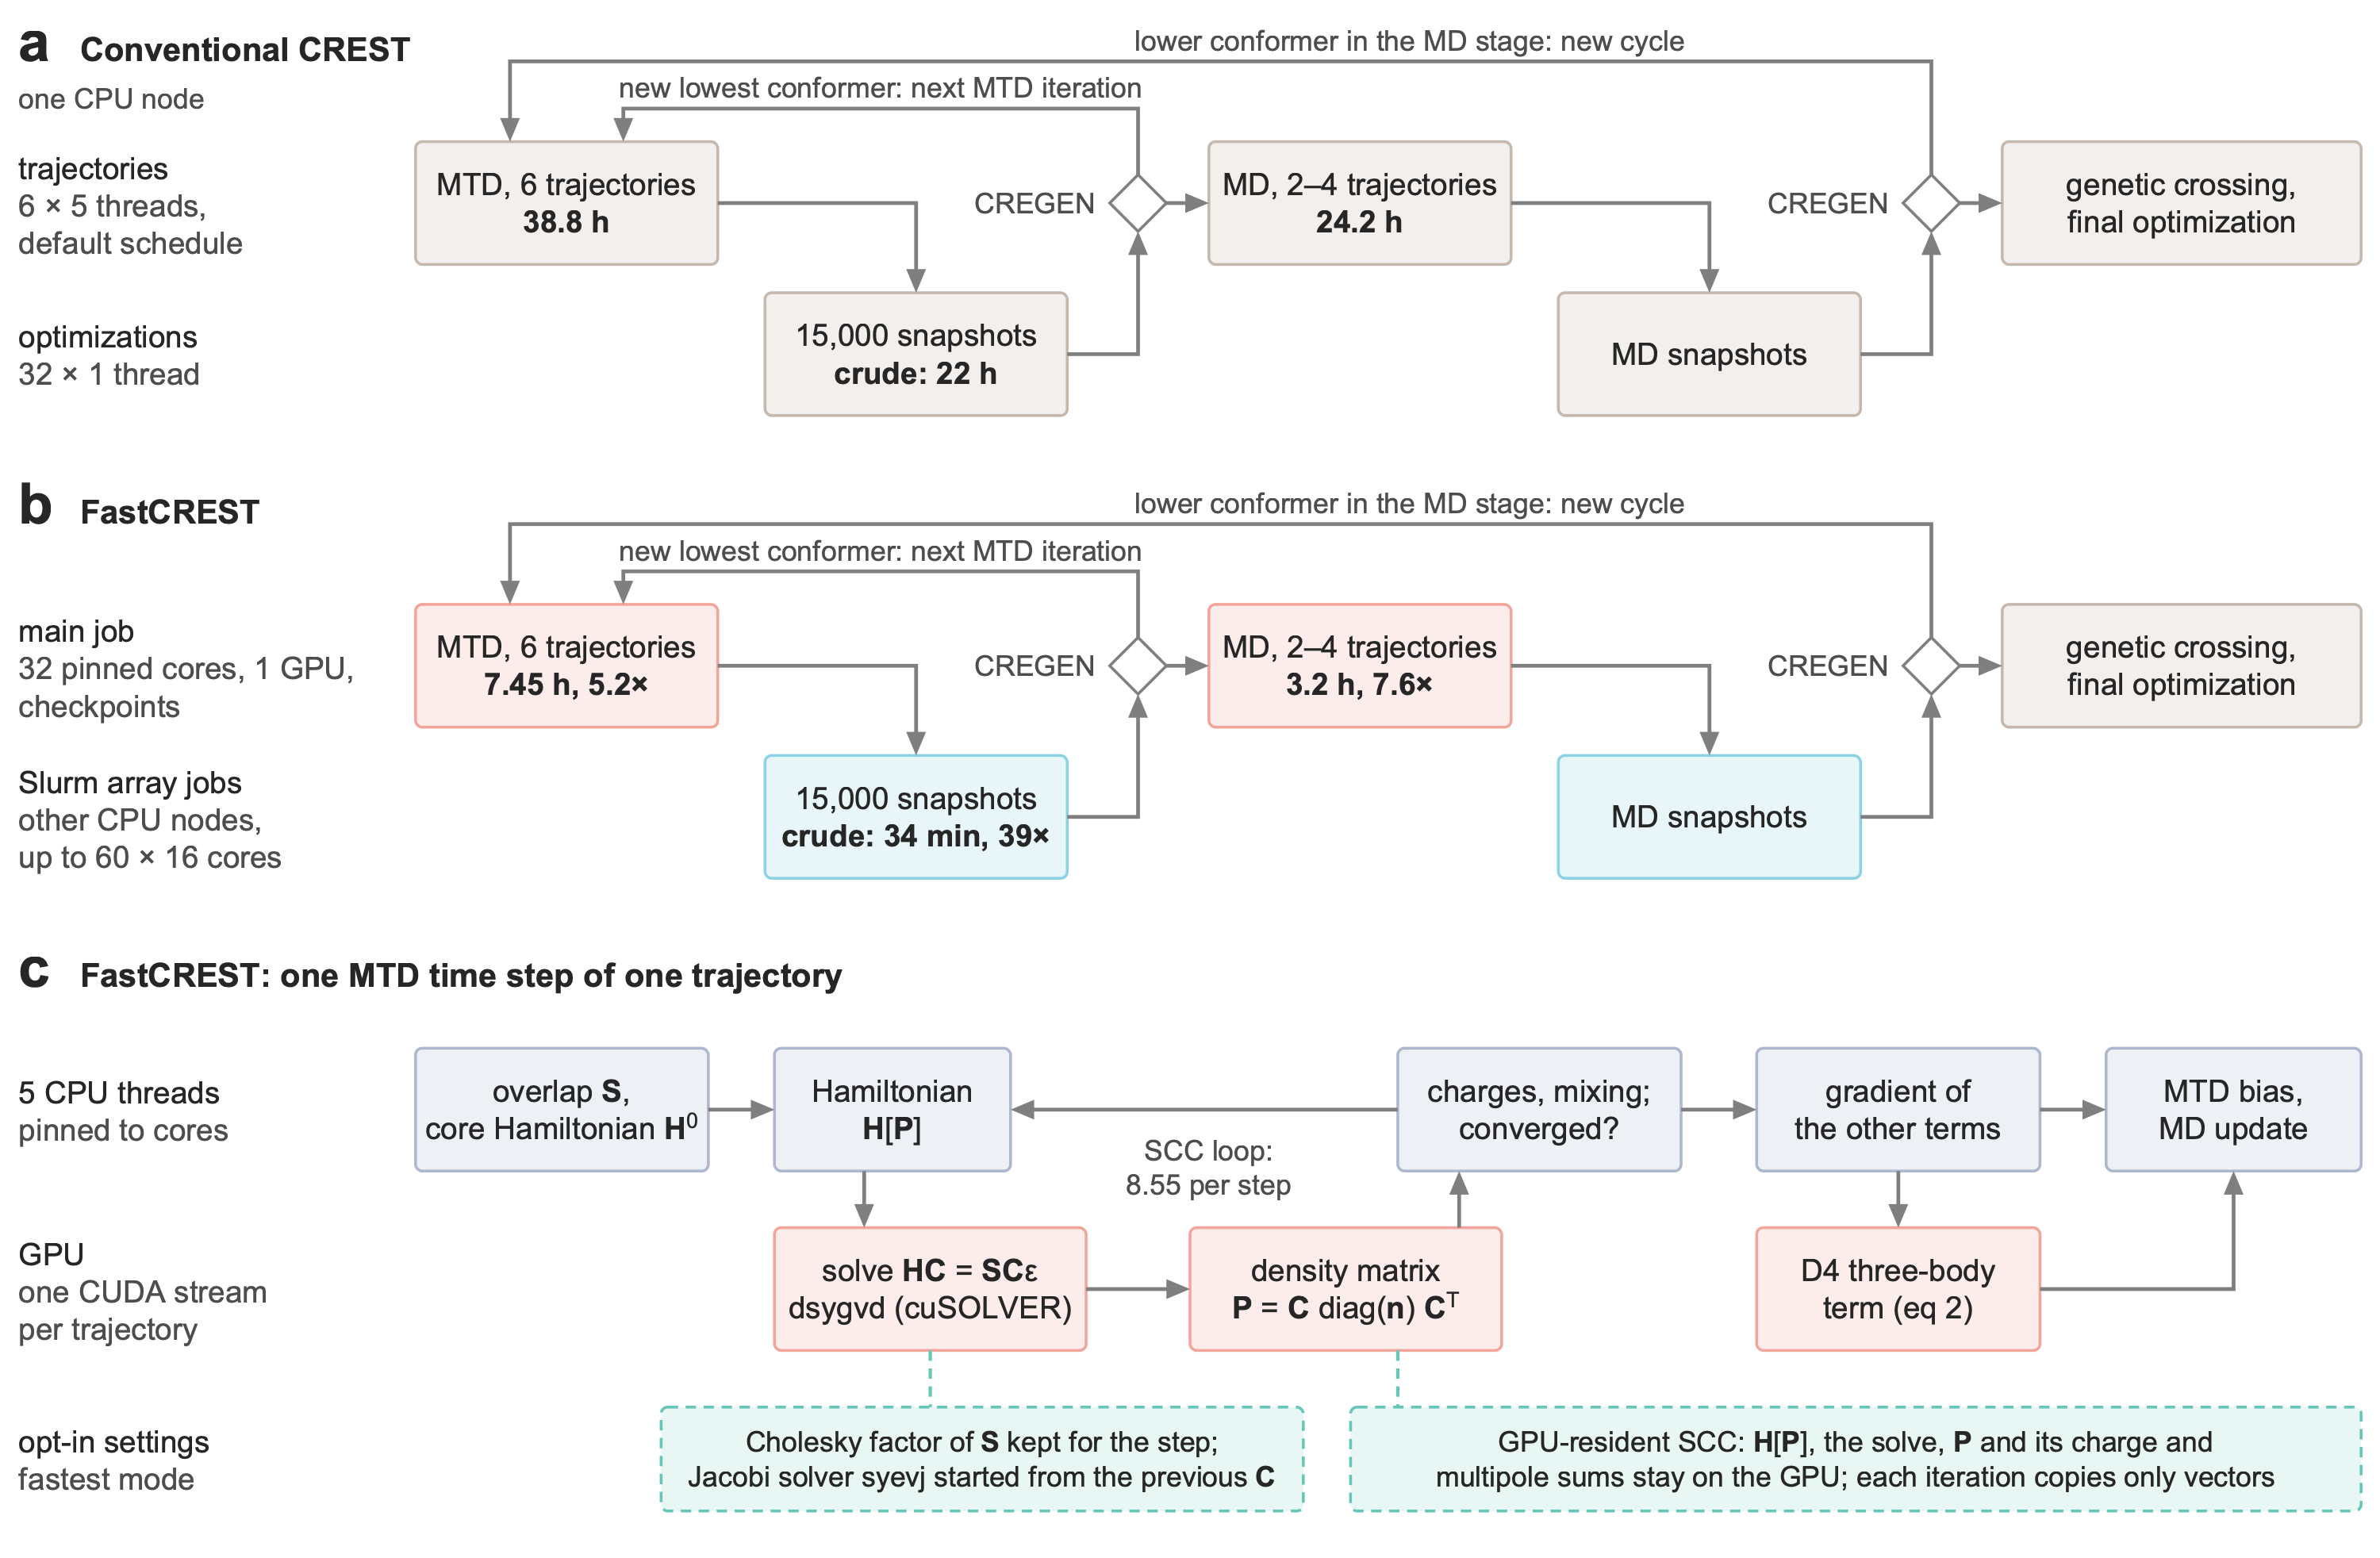 a Conventional CREST
one CPU node
lower conformer in the MD stage: new cycle
new lowest conformer: next MTD iteration
trajectories
6 × 5 threads,
default schedule
MTD, 6 trajectories
38.8 h
CREGEN
MD, 2–4 trajectories
24.2 h
CREGEN
genetic crossing,
final optimization
optimizations
32 × 1 thread
15,000 snapshots
crude: 22 h
MD snapshots
b FastCREST
lower conformer in the MD stage: new cycle
new lowest conformer: next MTD iteration
main job
32 pinned cores, 1 GPU,
checkpoints
MTD, 6 trajectories
7.45 h, 5.2×
CREGEN
MD, 2–4 trajectories
3.2 h, 7.6×
CREGEN
genetic crossing,
final optimization
Slurm array jobs
other CPU nodes,
up to 60 × 16 cores
15,000 snapshots
crude: 34 min, 39×
MD snapshots
c FastCREST: one MTD time step of one trajectory
5 CPU threads
pinned to cores
overlap S,
core Hamiltonian H⁰
Hamiltonian
H[P]
SCC loop:
8.55 per step
charges, mixing;
converged?
gradient of
the other terms
MTD bias,
MD update
GPU
one CUDA stream
per trajectory
solve HC = SCε
dsygvd (cuSOLVER)
density matrix
P = C diag(n) Cᵀ
D4 three-body
term (eq 2)
opt-in settings
fastest mode
Cholesky factor of S kept for the step;
Jacobi solver syevj started from the previous C
GPU-resident SCC: H[P], the solve, P and its charge and
multipole sums stay on the GPU; each iteration copies only vectors